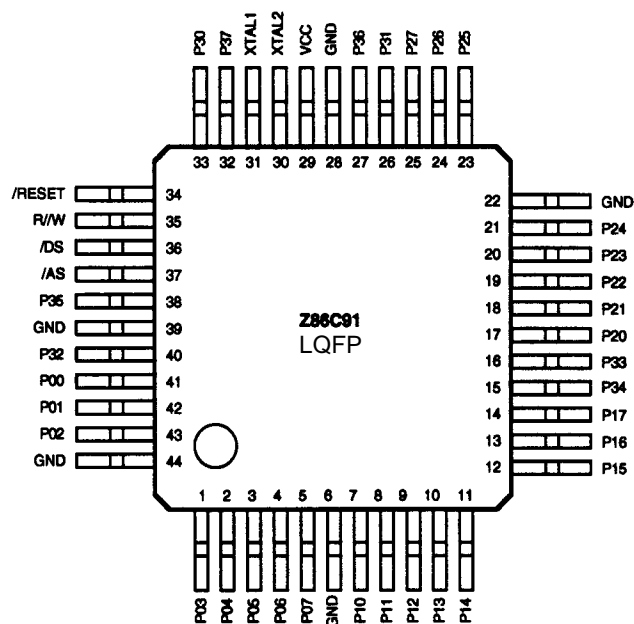 P30 P37 XTAL1 XTAL2 VCC GND P36 P31 P27 P26 P25
33 32 31 30 29 28 27 26 25 24 23
/RESET 34
R//W 35
/DS 36
/AS 37
P35 38
GND 39
P32 40
P00 41
P01 42
P02 43
GND 44
Z86C91
LQFP
22 GND
21 P24
20 P23
19 P22
18 P21
17 P20
16 P33
15 P34
14 P17
13 P16
12 P15
1 2 3 4 5 6 7 8 9 10 11
P03 P04 P05 P06 P07 GND P10 P11 P12 P13 P14